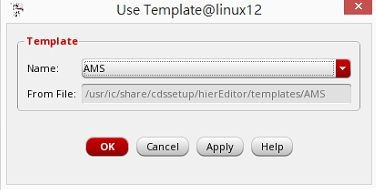 Use Template@linux12
Template
Name: AMS
From File: /usr/ic/share/cdssetup/hierEditor/templates/AMS
OK Cancel Apply Help